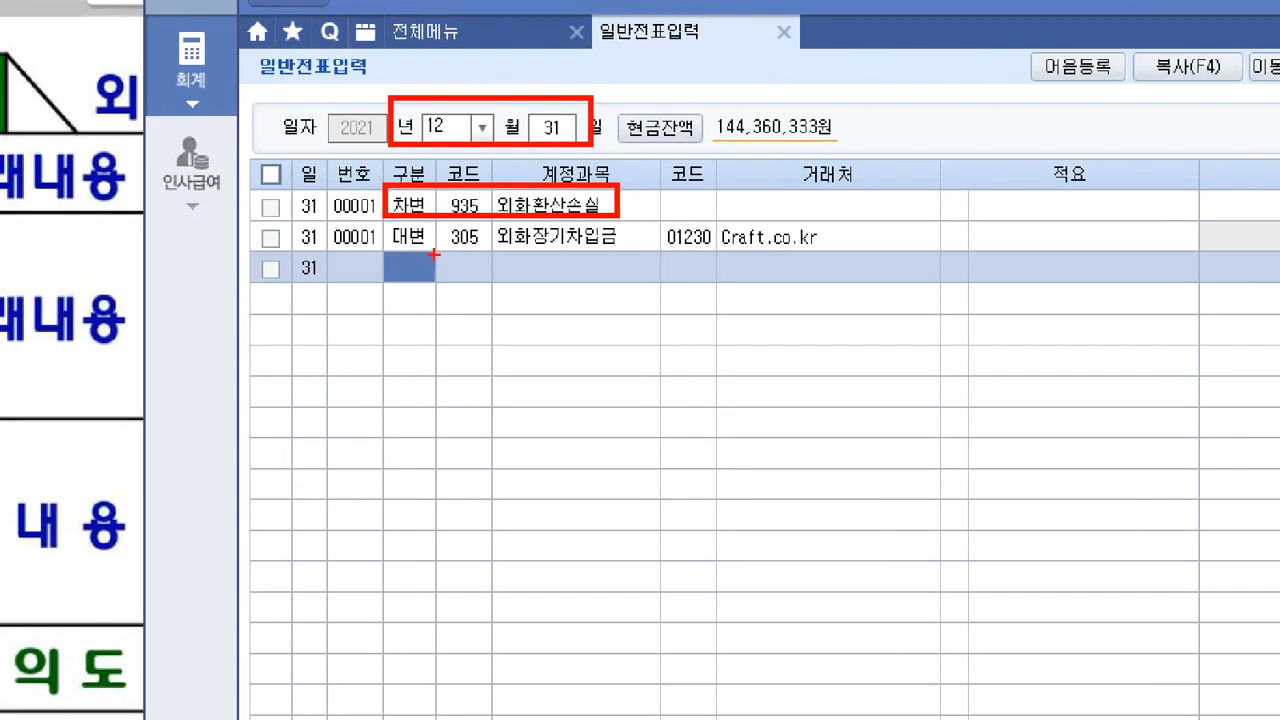 외
래내용
래내용
내 용
의 도
회계
인사급여
전체메뉴
일반전표입력
일반전표입력
어음등록 복사(F4) 이동
일자 2021 년 12 월 31 일 현금잔액 144,360,333원
일 번호 구분 코드 계정과목 코드 거래처 적요
31 00001 차변 935 외화환산손실
31 00001 대변 305 외화장기차입금 01230 Craft.co.kr
31